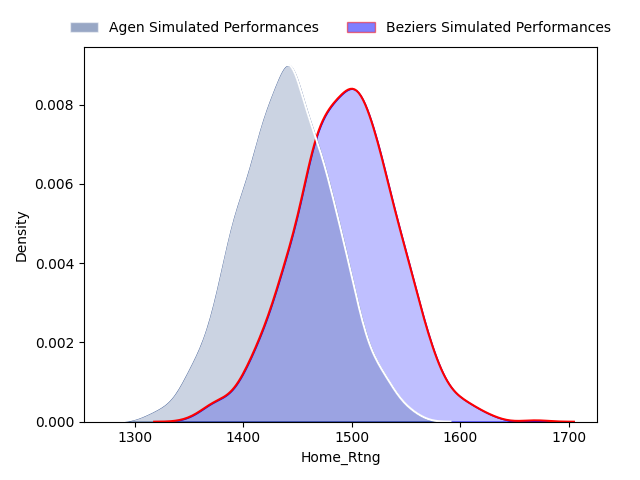 Agen Simulated Performances
Beziers Simulated Performances
0.008
0.006
0.004
0.002
0.000
Density
1300 1400 1500 1600 1700
Home_Rtng